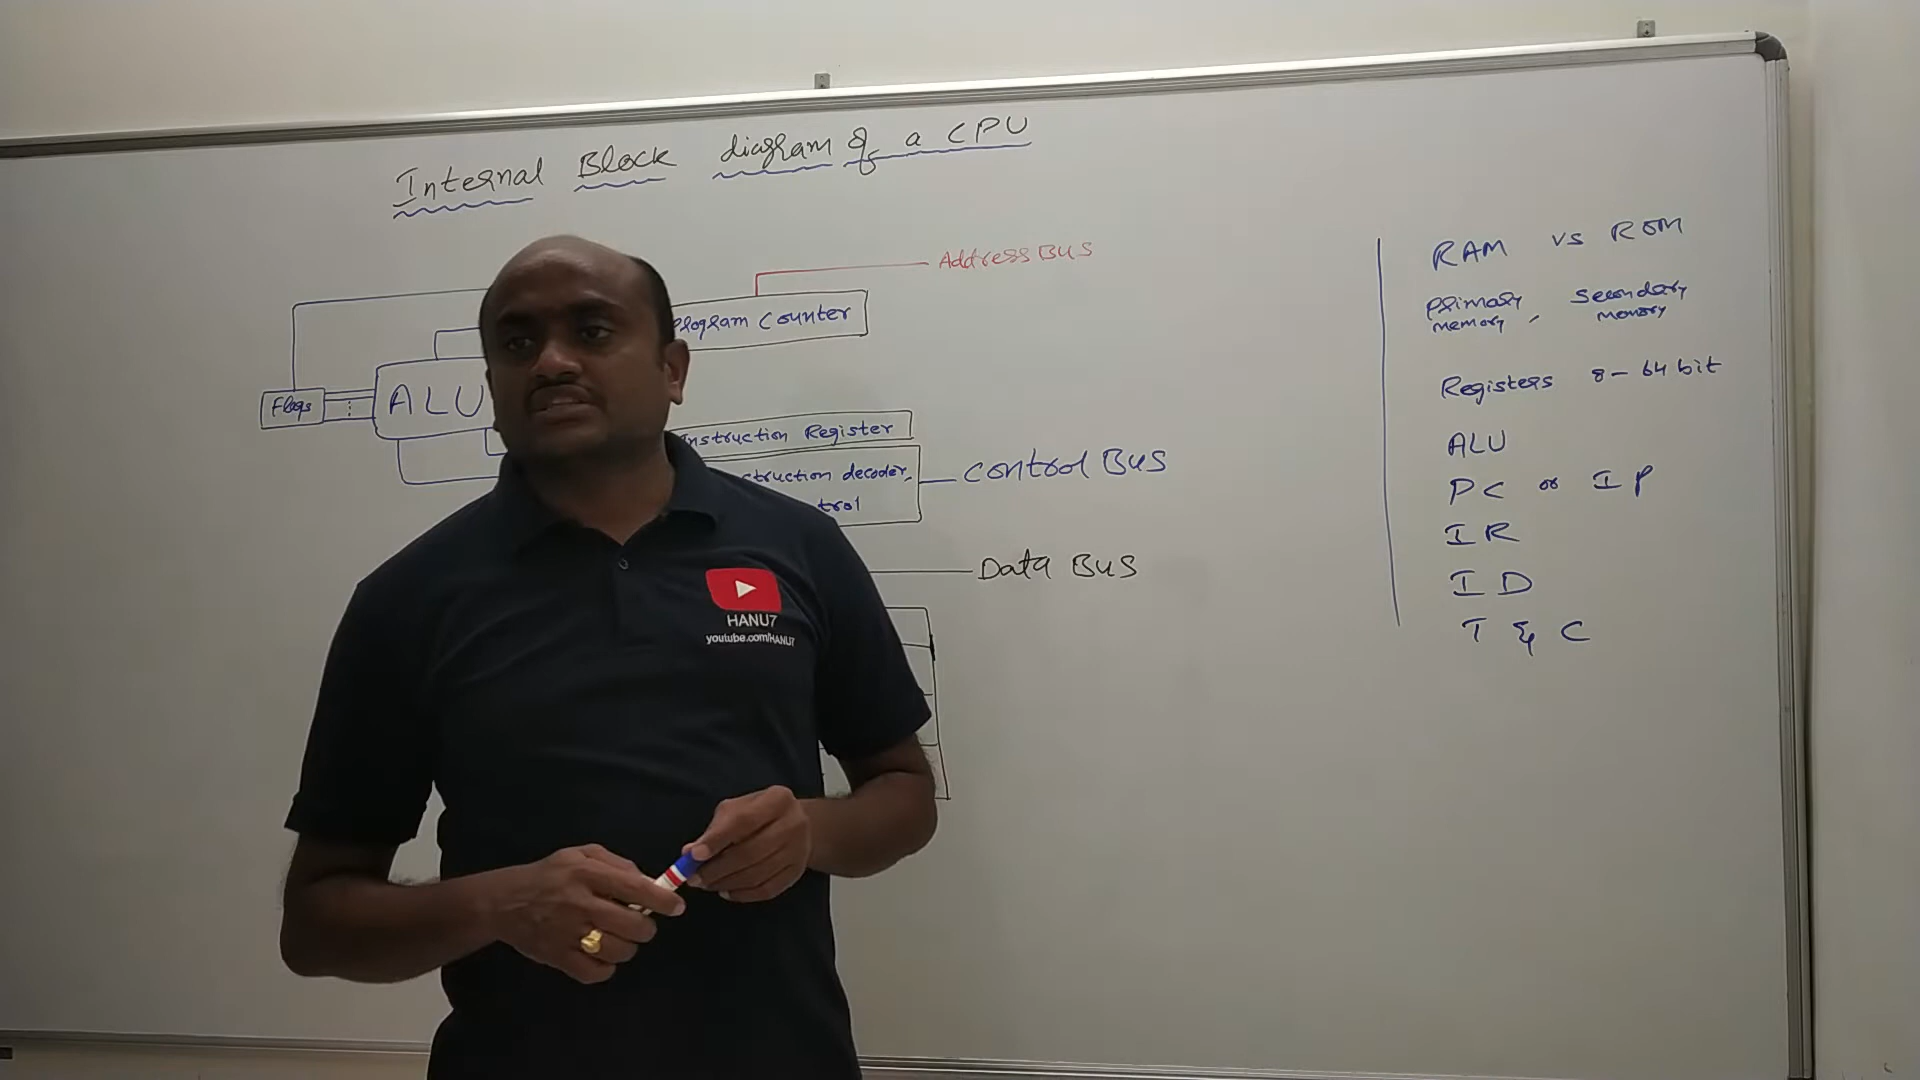 Internal Block diagram of a CPU
Address BUS
Program Counter
Flags
ALU
Instruction Register
struction decoder,
trol
Control BUS
Data BUS
HANU7
youtube.com/HANU7
RAM vs ROM
Primary memory, Secondary memory
Registers 8-64 bit
ALU
PC or IP
IR
ID
T & C